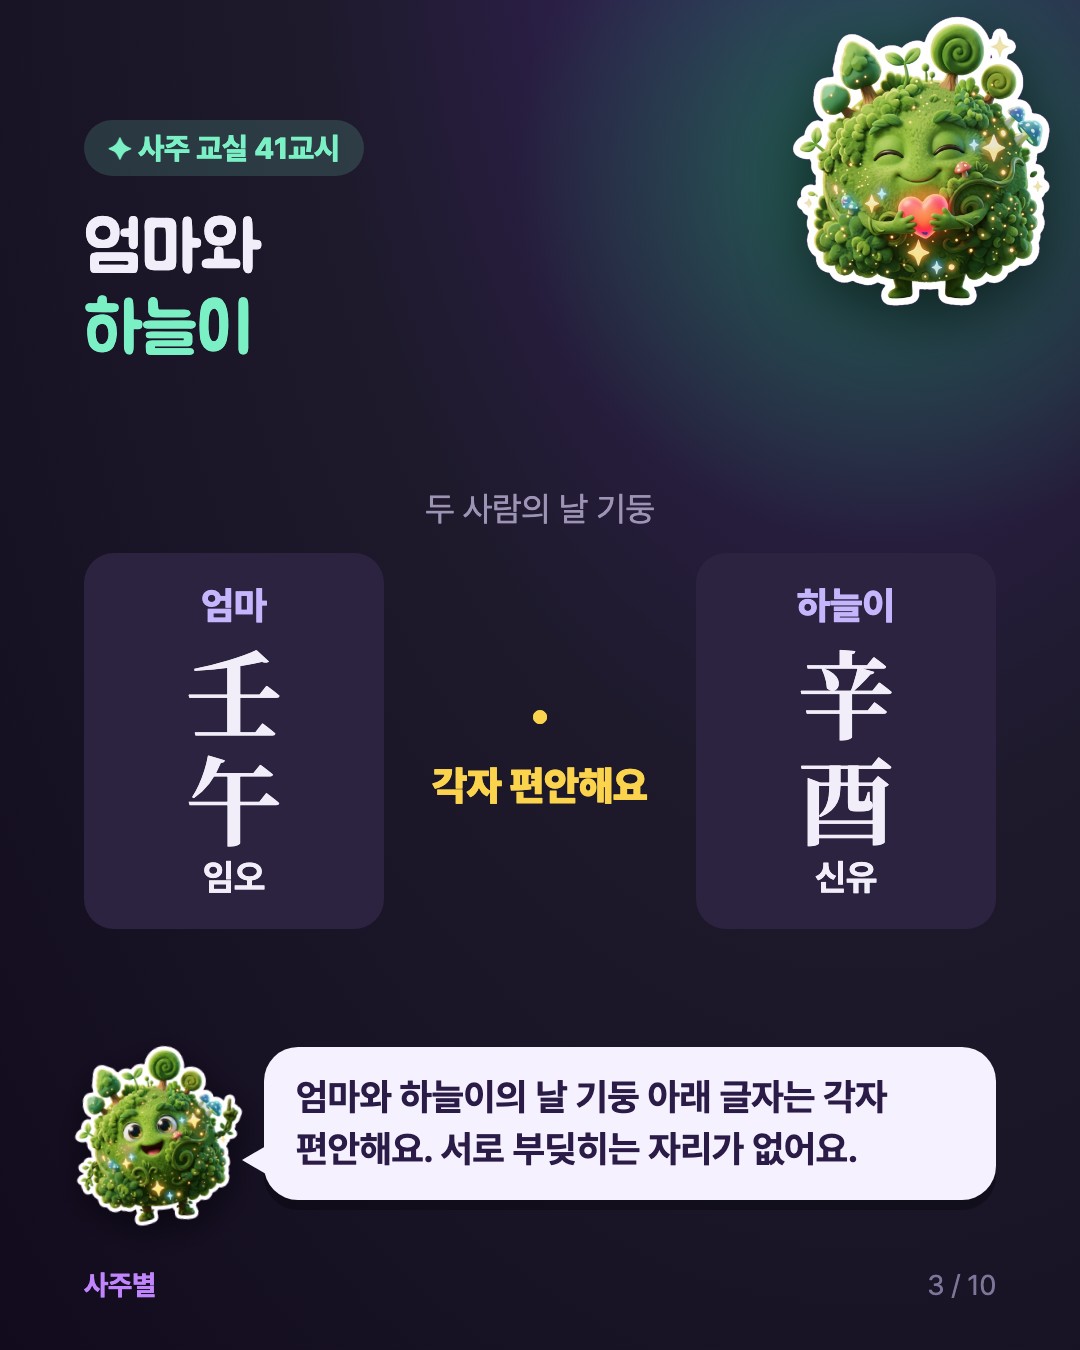 ✦ 사주 교실 41교시
엄마와
하늘이
두 사람의 날 기둥
엄마
壬
午
임오
각자 편안해요
하늘이
辛
酉
신유
엄마와 하늘이의 날 기둥 아래 글자는 각자
편안해요. 서로 부딪히는 자리가 없어요.
사주별
3 / 10